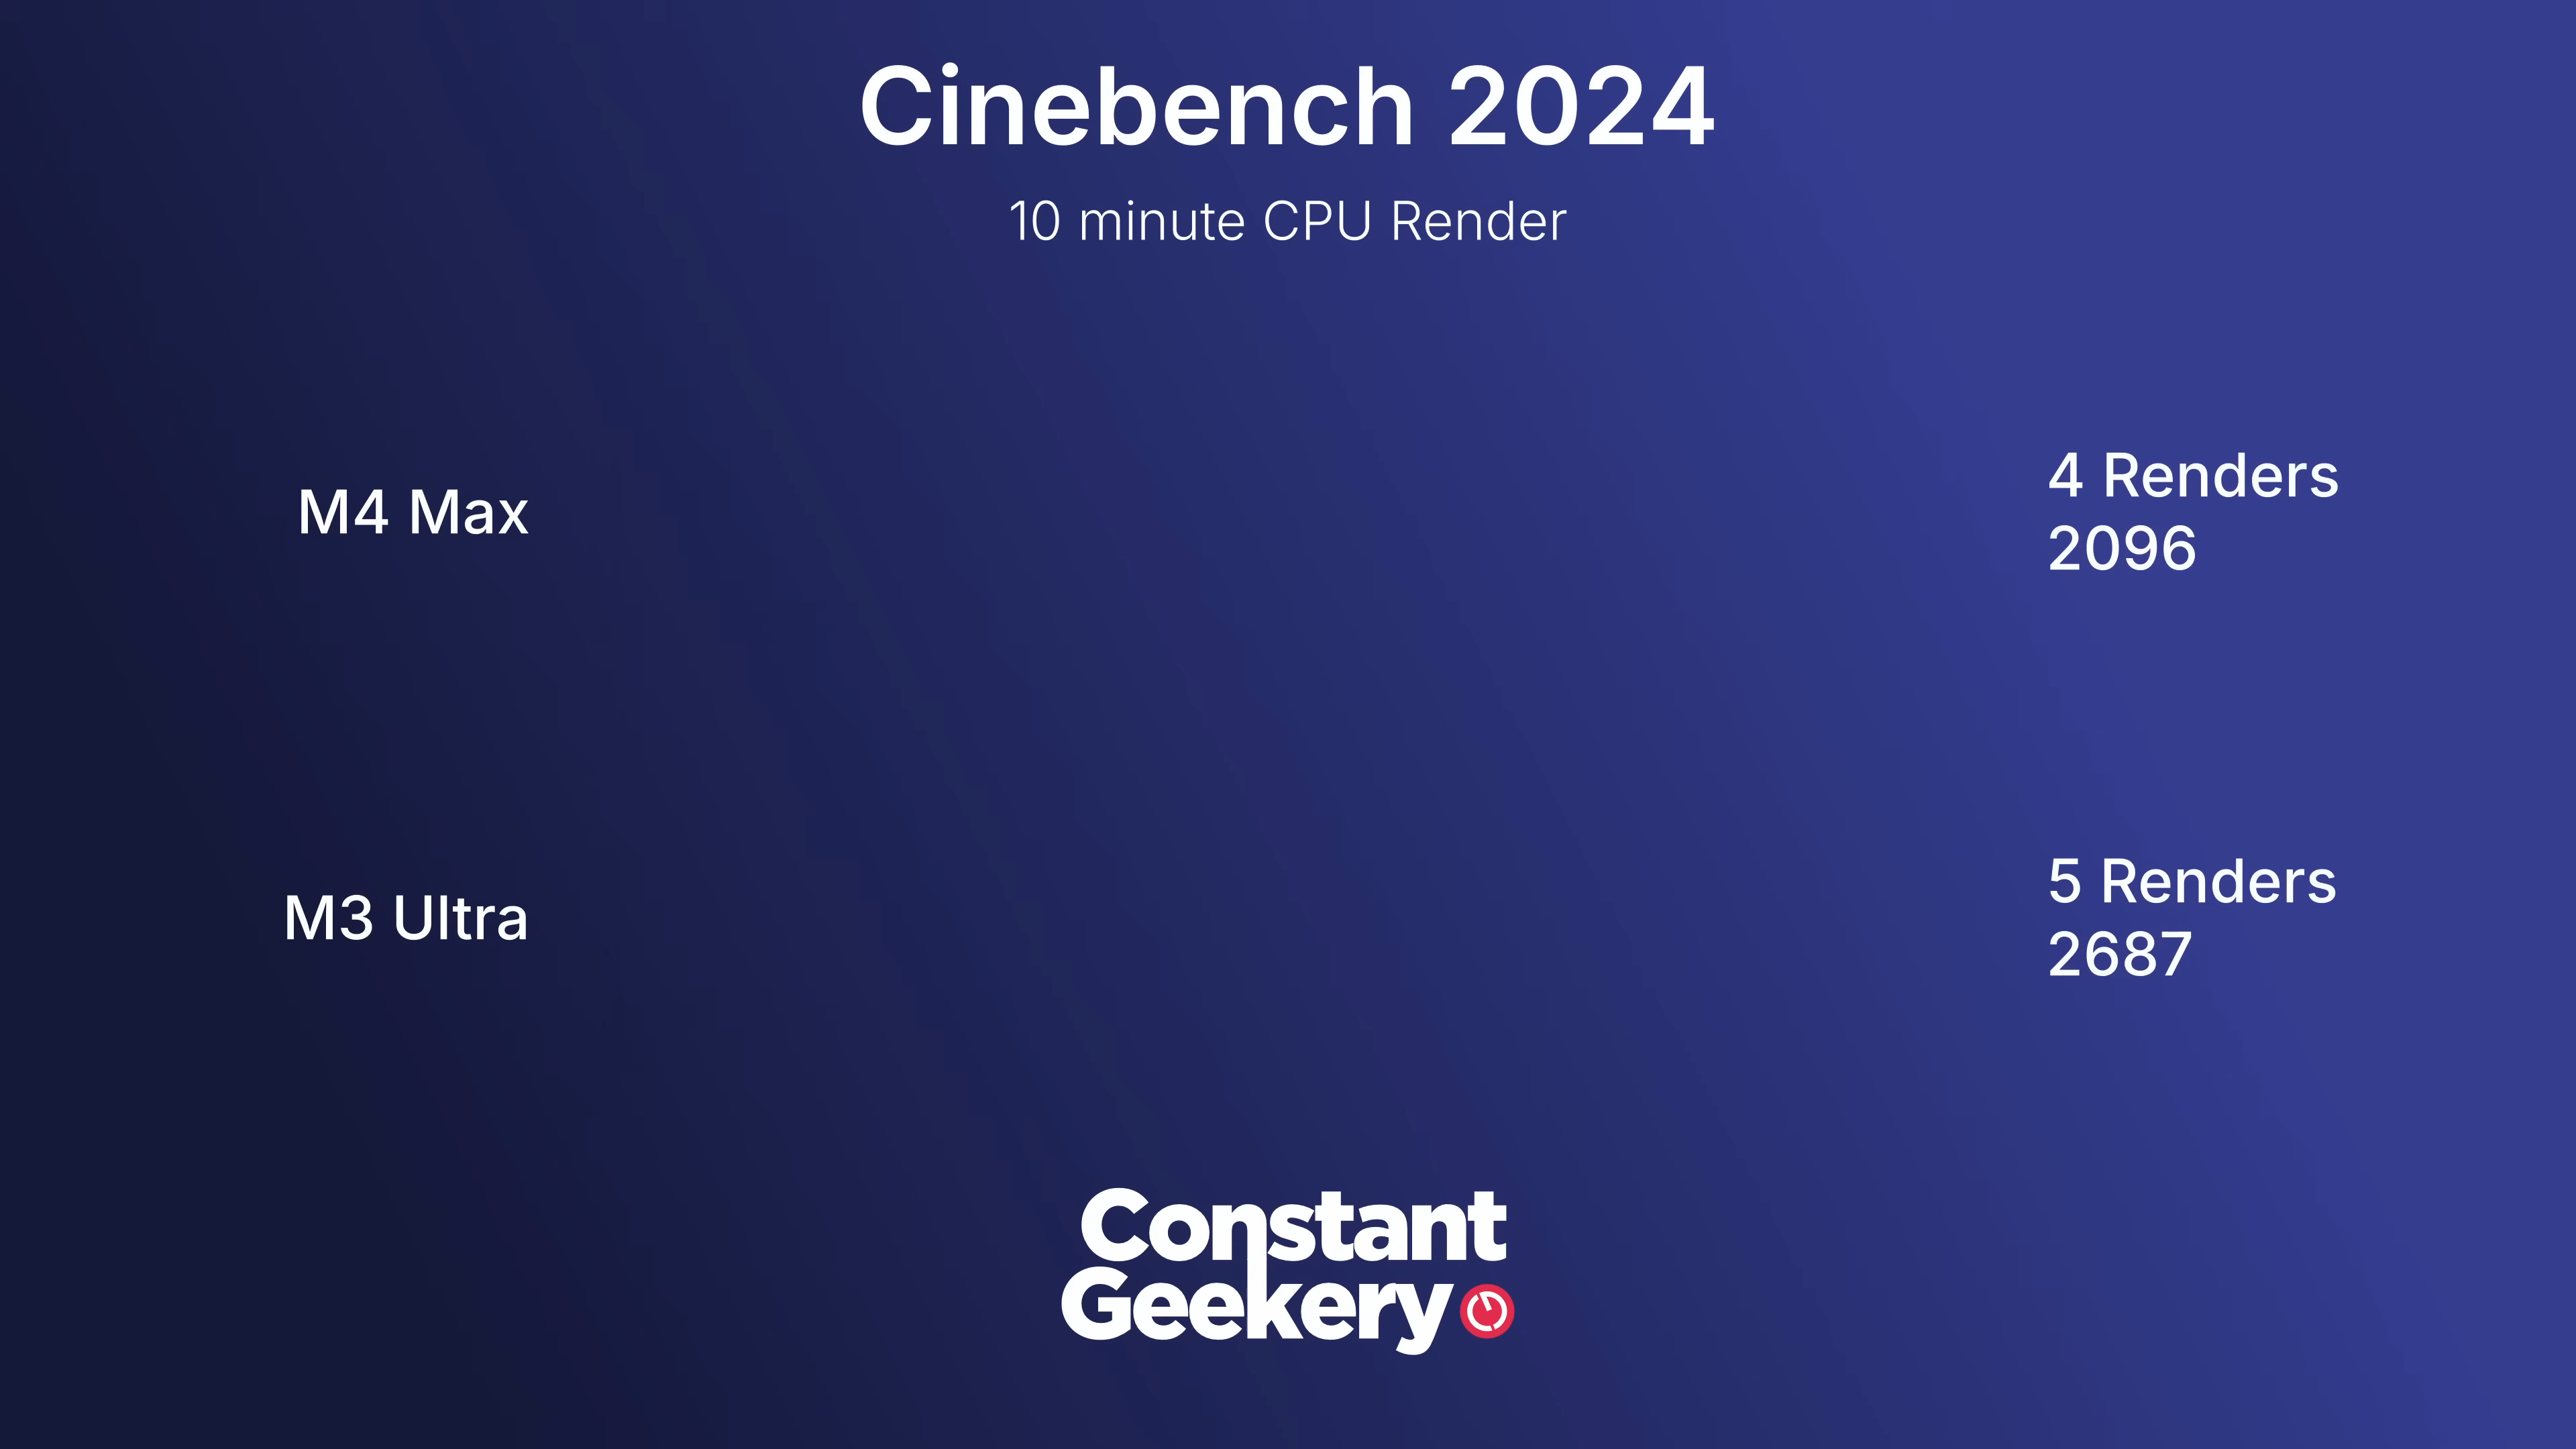 Cinebench 2024
10 minute CPU Render
M4 Max
4 Renders
2096
M3 Ultra
5 Renders
2687
Constant
Geekery